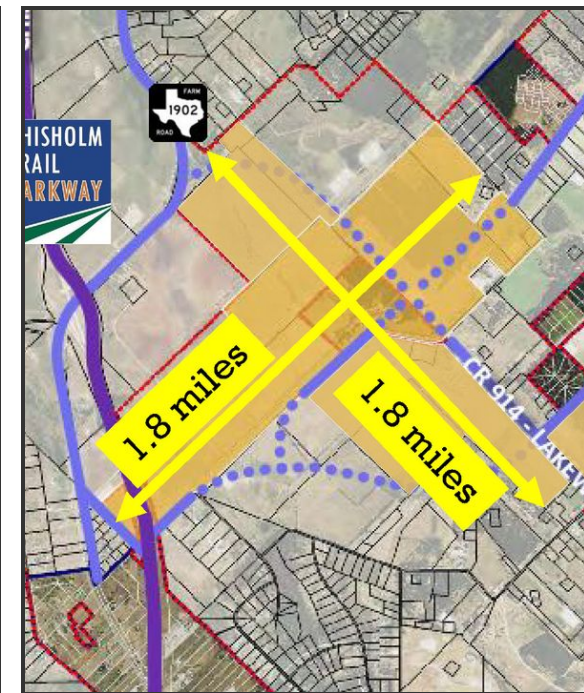 FARM
1902
ROAD
HISHOLM
RAIL
ARKWAY
1.8 miles
1.8 miles
CR 914 - LAKEV